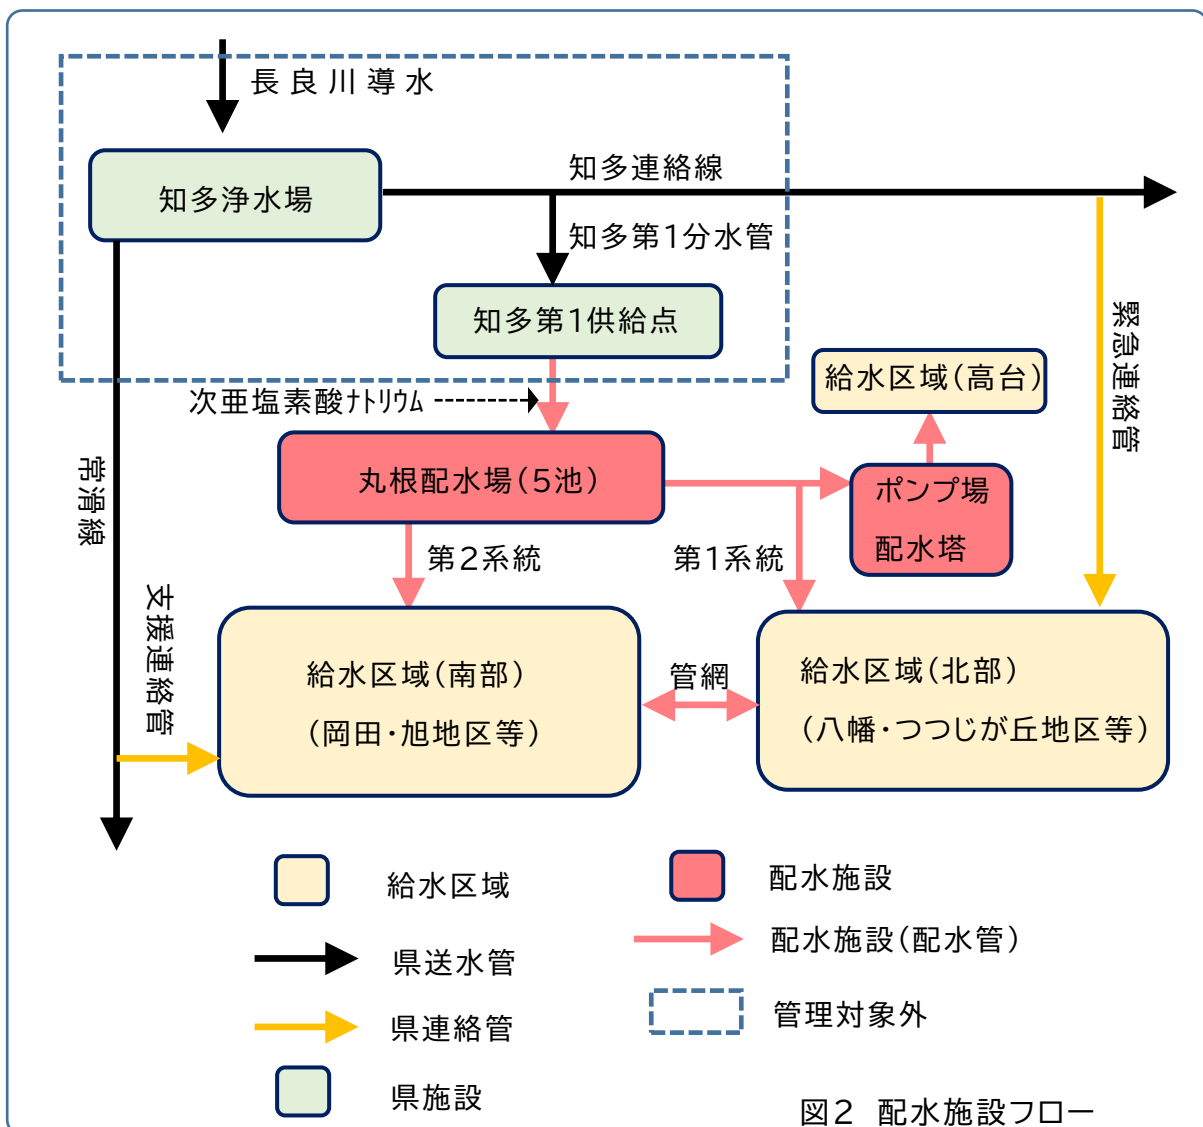 長良川導水
知多浄水場
知多連絡線
知多第1分水管
知多第1供給点
次亜塩素酸ﾅﾄﾘｳﾑ
給水区域(高台)
緊急連絡管
丸根配水場(5池)
ポンプ場
配水塔
常滑線
第2系統
第1系統
支援連絡管
給水区域(南部)
(岡田・旭地区等)
管網
給水区域(北部)
(八幡・つつじが丘地区等)
給水区域
配水施設
県送水管
配水施設(配水管)
県連絡管
管理対象外
県施設
図2 配水施設フロー